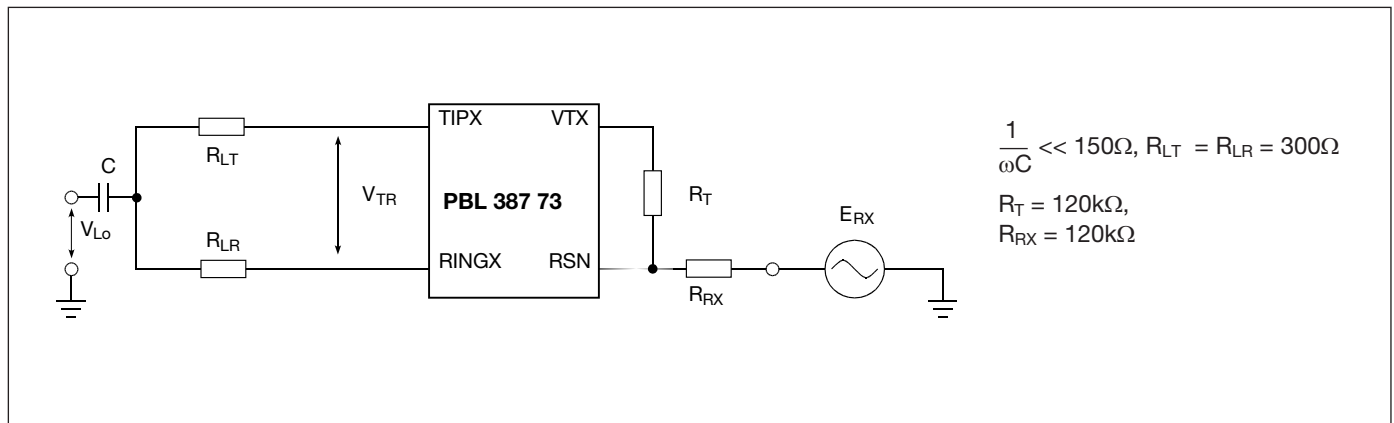 TIPX VTX
C
R_LT
V_TR
PBL 387 73
R_T
E_RX
V_Lo
R_LR
RINGX RSN
R_RX
1/ωC << 150Ω, R_LT = R_LR = 300Ω
R_T = 120kΩ,
R_RX = 120kΩ